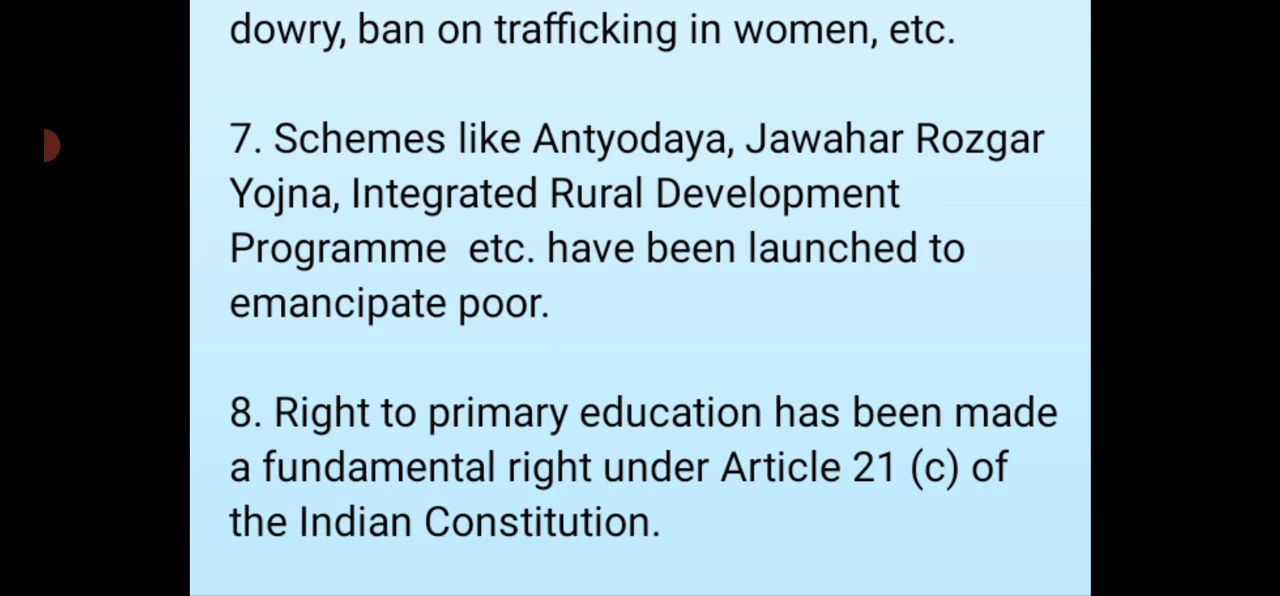 dowry, ban on trafficking in women, etc.
7. Schemes like Antyodaya, Jawahar Rozgar
Yojna, Integrated Rural Development
Programme  etc. have been launched to
emancipate poor.
8. Right to primary education has been made
a fundamental right under Article 21 (c) of
the Indian Constitution.